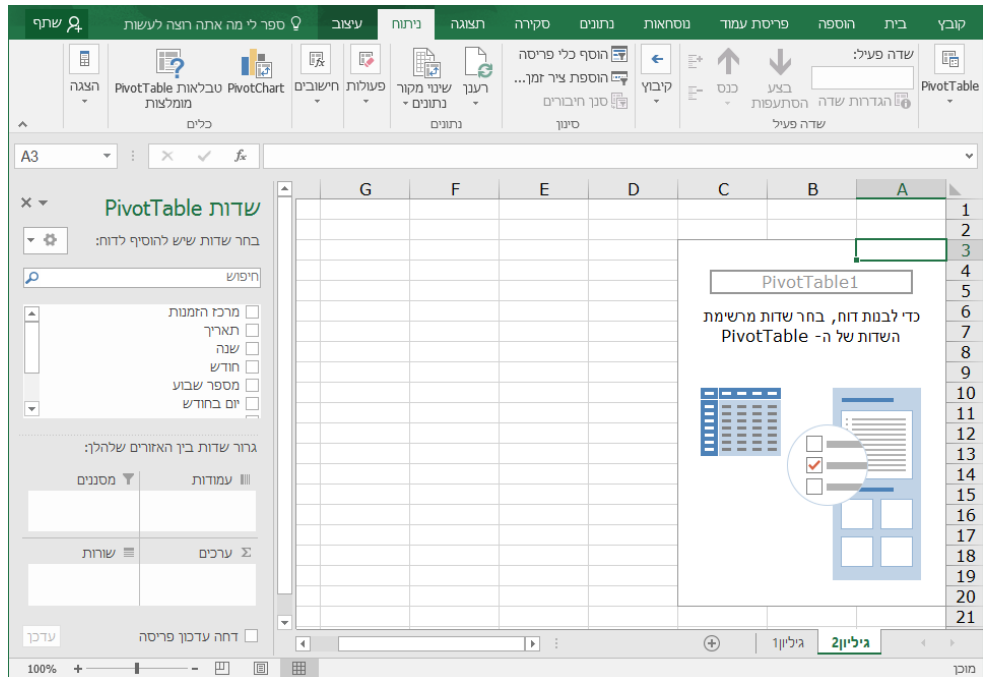 קובץ בית הוספה פריסת עמוד נוסחאות נתונים סקירה תצוגה ניתוח עיצוב ספר לי מה אתה רוצה לעשות שתף
PivotTable
שדה פעיל:
הגדרות שדה
בצע הסתעפות
כנס
שדה פעיל
קיבוץ
הוסף כלי פריסה
הוספת ציר זמן...
סנן חיבורים
סינון
רענן
שינוי מקור נתונים
נתונים
פעולות
חישובים
PivotChart
טבלאות PivotTable
מומלצות
כלים
הצגה
A3
fx
A B C D E F G
1
2
3
4
5
6
7
8
9
10
11
12
13
14
15
16
17
18
19
20
21
PivotTable1
כדי לבנות דוח, בחר שדות מרשימת
השדות של ה- PivotTable
שדות PivotTable
בחר שדות שיש להוסיף לדוח:
חיפוש
מרכז הזמנות
תאריך
שנה
חודש
מספר שבוע
יום בחודש
גרור שדות בין האזורים שלהלן:
עמודות מסננים
ערכים שורות
דחה עדכון פריסה עדכן
גיליון2 גיליון1
מוכן
100%